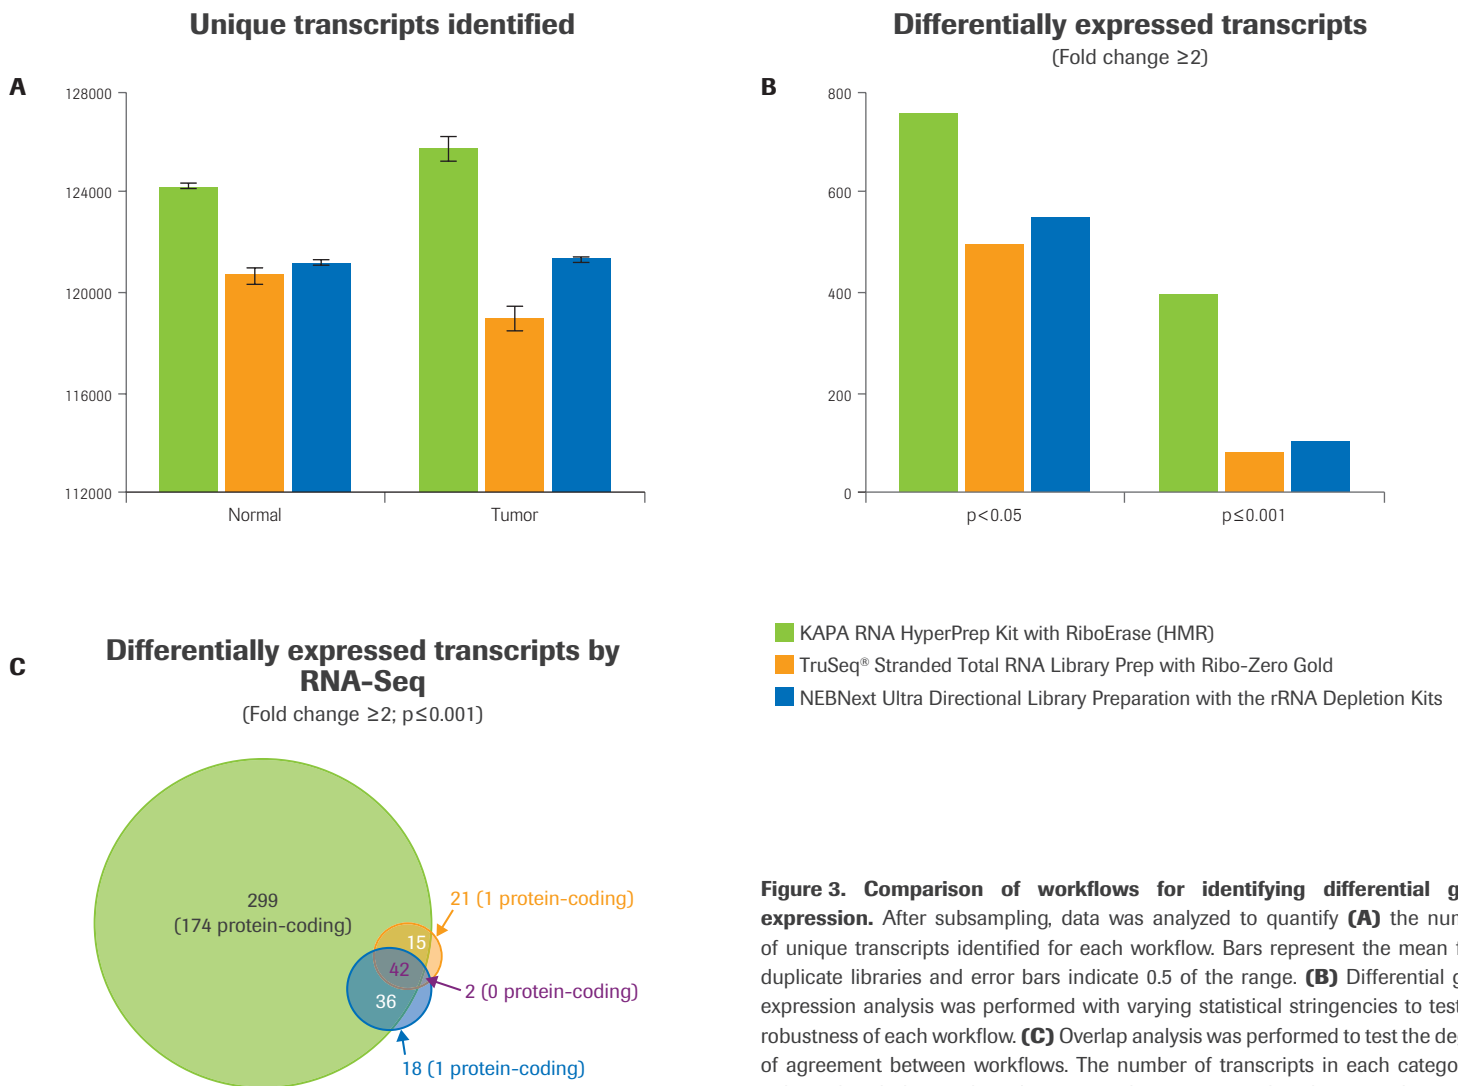 Unique transcripts identified
A
128000
124000
120000
116000
112000
Normal
Tumor
Differentially expressed transcripts
(Fold change ≥2)
B
800
600
400
200
0
p<0.05
p≤0.001
KAPA RNA HyperPrep Kit with RiboErase (HMR)
TruSeq® Stranded Total RNA Library Prep with Ribo-Zero Gold
NEBNext Ultra Directional Library Preparation with the rRNA Depletion Kits
C
Differentially expressed transcripts by
RNA-Seq
(Fold change ≥2; p≤0.001)
299
(174 protein-coding)
21 (1 protein-coding)
15
42
2 (0 protein-coding)
36
18 (1 protein-coding)
Figure 3. Comparison of workflows for identifying differential
expression. After subsampling, data was analyzed to quantify (A) the
of unique transcripts identified for each workflow. Bars represent the mean
duplicate libraries and error bars indicate 0.5 of the range. (B) Differential
expression analysis was performed with varying statistical stringencies to test
robustness of each workflow. (C) Overlap analysis was performed to test the
of agreement between workflows. The number of transcripts in each